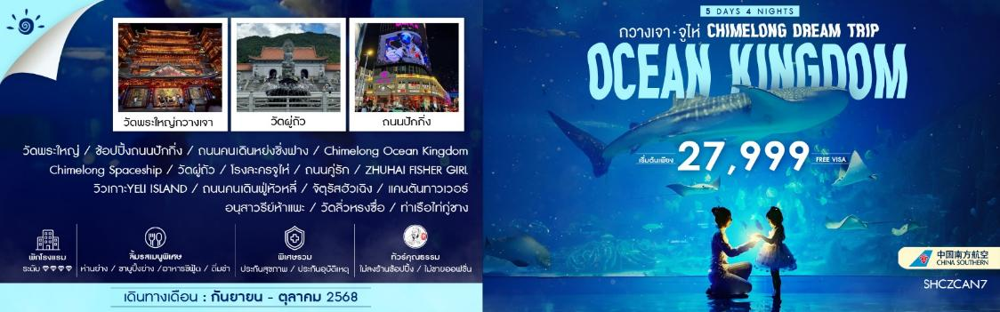 วัดพระใหญ่กวางเจา
วัดผู่ถัว
ถนนปักกิ่ง
วัดพระใหญ่ / ช้อปปิ้งถนนปักกิ่ง / ถนนคนเดินหย่งชิ่งฟาง / Chimelong Ocean Kingdom
Chimelong Spaceship / วัดผู่ถัว / โรงละครจูไห่ / ถนนคู่รัก / ZHUHAI FISHER GIRL
วิวเกาะYELI ISLAND / ถนนคนเดินฟู่หัวหลี่ / จัตุรัสฮัวเฉิง / แคนตันทาวเวอร์
อนุสาวรีย์ห้าแพะ / วัดลิ่วหรงซื่อ / ท่าเรือไท่กู่ชาง
พักโรงแรม
ระดับ
ลิ้มรสเมนูพิเศษ
ห่านย่าง / ชาบูปิ้งย่าง /อาหารซีฟู้ด / ติ่มซำ
พิเศษรวม
ประกันสุขภาพ / ประกันอุบัติเหตุ
ทัวร์คุณธรรม
ไม่ลงร้านช้อปปิ้ง / ไม่ขายออฟชั่น
เดินทางเดือน : กันยายน - ตุลาคม 2568
5 DAYS 4 NIGHTS
กวางเจา · จูไห่ CHIMELONG DREAM TRIP
OCEAN KINGDOM
เริ่มต้นเพียง 27,999 FREE VISA
中国南方航空
CHINA SOUTHERN
SHCZCAN7